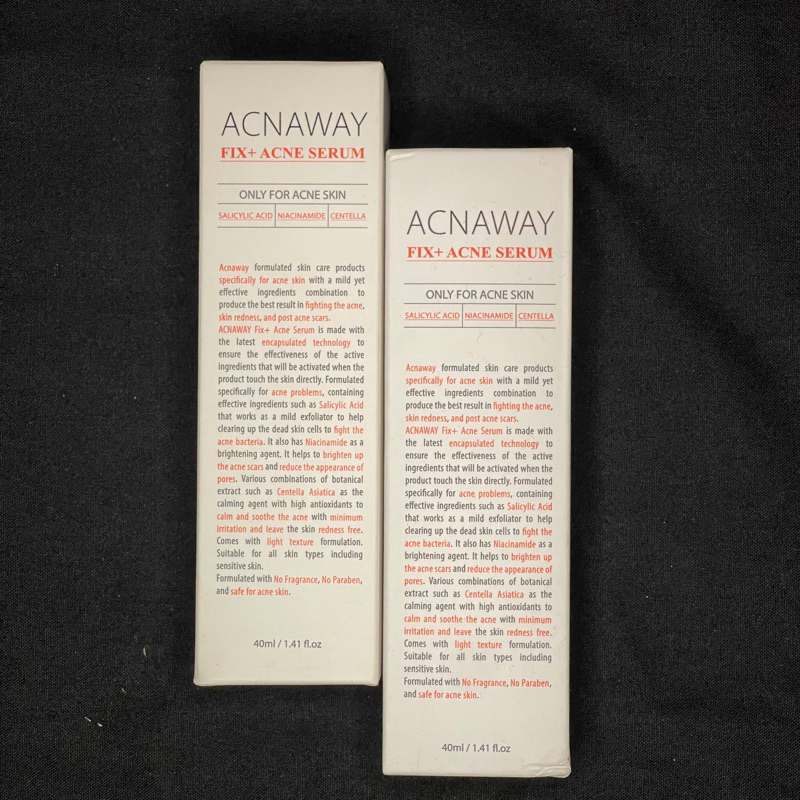 ACNAWAY
FIX+ ACNE SERUM
ONLY FOR ACNE SKIN
SALICYLIC ACID NIACINAMIDE CENTELLA
Acnaway formulated skin care products
specifically for acne skin with a mild yet
effective ingredients combination to
produce the best result in fighting the acne,
skin redness, and post acne scars.
ACNAWAY Fix+ Acne Serum is made with
the latest encapsulated technology to
ensure the effectiveness of the active
ingredients that will be activated when the
product touch the skin directly. Formulated
specifically for acne problems, containing
effective ingredients such as Salicylic Acid
that works as a mild exfoliator to help
clearing up the dead skin cells to fight the
acne bacteria. It also has Niacinamide as a
brightening agent. It helps to brighten up
the acne scars and reduce the appearance of
pores. Various combinations of botanical
extract such as Centella Asiatica as the
calming agent with high antioxidants to
calm and soothe the acne with minimum
irritation and leave the skin redness free.
Comes with light texture formulation.
Suitable for all skin types including
sensitive skin.
Formulated with No Fragrance, No Paraben,
and safe for acne skin.
40ml / 1.41 fl.oz
ACNAWAY
FIX+ ACNE SERUM
ONLY FOR ACNE SKIN
SALICYLIC ACID NIACINAMIDE CENTELLA
Acnaway formulated skin care products
specifically for acne skin with a mild yet
effective ingredients combination to
produce the best result in fighting the acne,
skin redness, and post acne scars.
ACNAWAY Fix+ Acne Serum is made with
the latest encapsulated technology to
ensure the effectiveness of the active
ingredients that will be activated when the
product touch the skin directly. Formulated
specifically for acne problems, containing
effective ingredients such as Salicylic Acid
that works as a mild exfoliator to help
clearing up the dead skin cells to fight the
acne bacteria. It also has Niacinamide as a
brightening agent. It helps to brighten up
the acne scars and reduce the appearance of
pores. Various combinations of botanical
extract such as Centella Asiatica as the
calming agent with high antioxidants to
calm and soothe the acne with minimum
irritation and leave the skin redness free.
Comes with light texture formulation.
Suitable for all skin types including
sensitive skin.
Formulated with No Fragrance, No Paraben,
and safe for acne skin.
40ml / 1.41 fl.oz